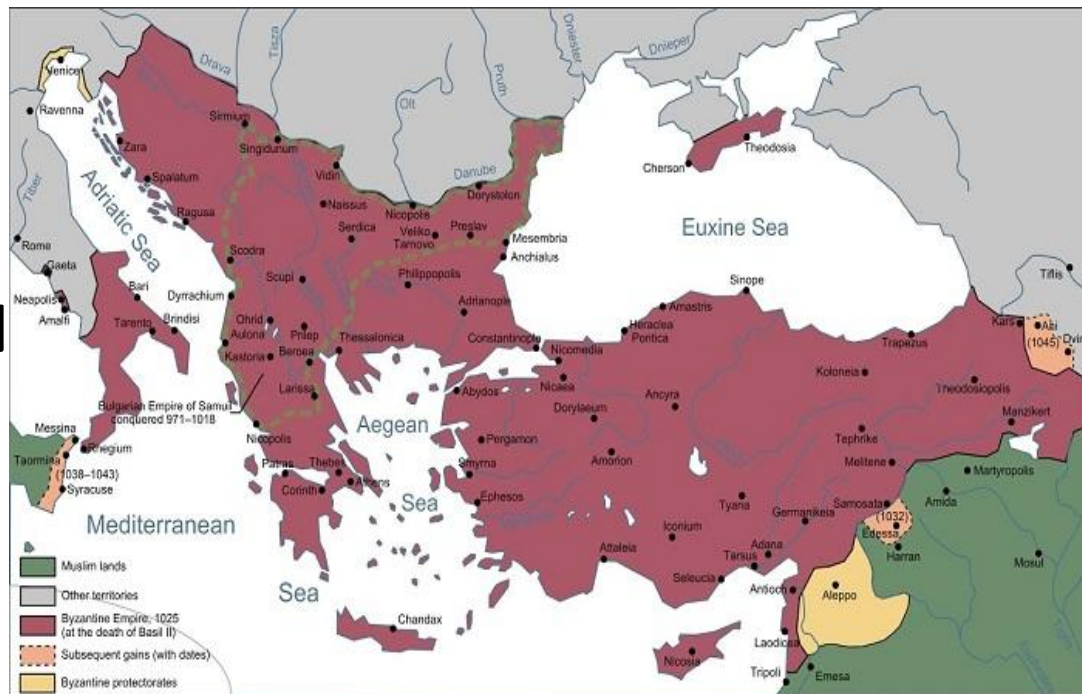 Drava
Tisza
Dniester
Dnieper
Pruth
Olt
Venice
Ravenna
Sirmium
Singidunum
Zara
Vidin
Danube
Dorystolon
Theodosia
Cherson
Tiber
Adriatic Sea
Spalatum
Naissus
Nicopolis
Ragusa
Serdica
Veliko
Tarnovo
Preslav
Mesembria
Anchialus
Euxine Sea
Rome
Gaeta
Scodra
Scupi
Philippopolis
Sinope
Tiflis
Neapolis
Amalfi
Bari
Dyrrachium
Adrianople
Amastris
Tarento
Brindisi
Ohrid
Aulona
Prilep
Thessalonica
Constantinople
Heraclea
Pontica
Trapezus
Kars
Ani
(1045)
Dvin
Kastoria
Beroea
Nicomedia
Nicaea
Koloneia
Theodosiopolis
Larissa
Abydos
Bulgarian Empire of Samuil
conquered 971–1018
Aegean
Sea
Dorylaeum
Ancyra
Manzikert
Messina
Rhegium
Taormina
(1038–1043)
Syracuse
Nicopolis
Pergamon
Amorion
Tephrike
Melitene
Martyropolis
Patras
Thebes
Athens
Corinth
Smyrna
Ephesos
Tyana
Samosata
Amida
(1032)
Edessa
Harran
Mediterranean
Sea
Iconium
Germanikeia
Attaleia
Adana
Tarsus
Seleucia
Mosul
Antioch
Aleppo
Tigris
Chandax
Nicosia
Laodicea
Tripoli
Emesa
Muslim lands
Other territories
Byzantine Empire, 1025
(at the death of Basil II)
Subsequent gains (with dates)
Byzantine protectorates